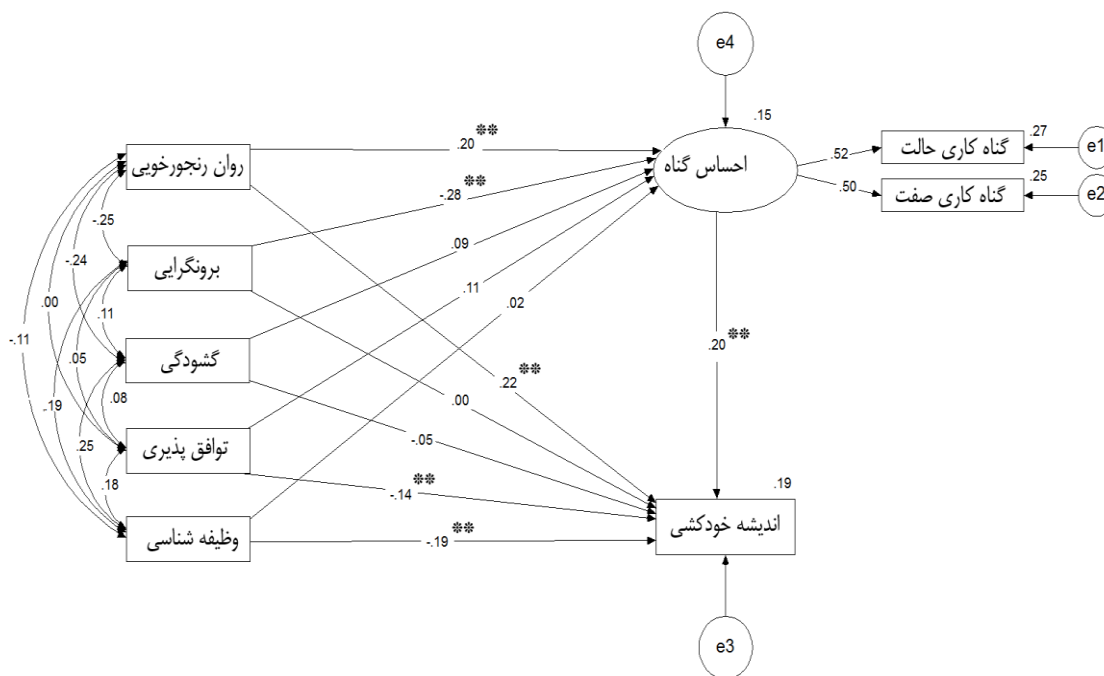 e4
.15
.27
گناه کاری حالت
e1
.52
روان رنجورخویی
.20**
احساس گناه
.25
گناه کاری صفت
e2
.50
-.28**
-.25
برونگرایی
.09
-.24
.11
.00
.11
.02
-.11
.05
گشودگی
.20**
.22**
.00
.08
-.19
-.05
.25
توافق پذیری
.18
-.14**
.19
اندیشه خودکشی
وظیفه شناسی
-.19**
e3